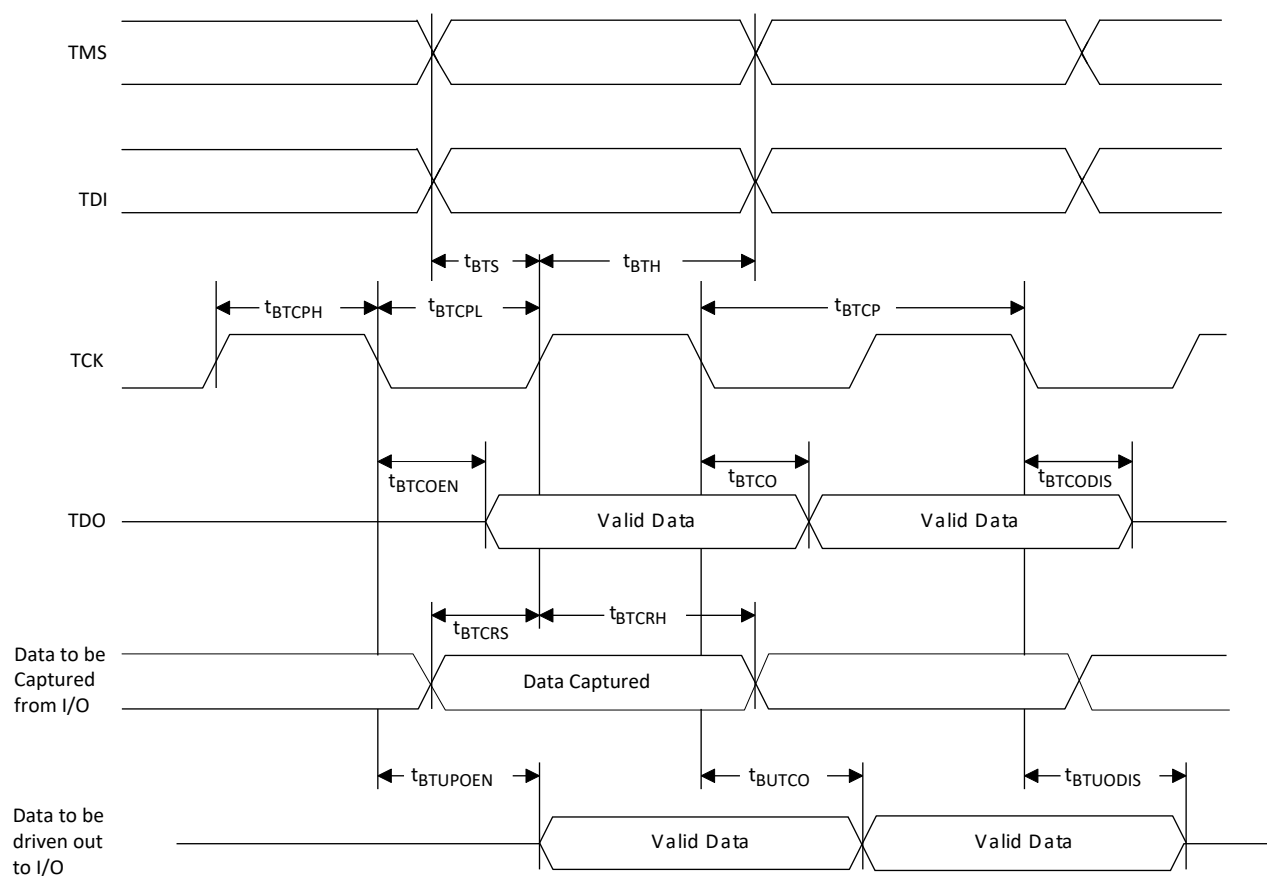 TMS
TDI
tBTS
tBTH
tBTCPH
tBTCPL
tBTCP
TCK
tBTCOEN
tBTCO
tBTCODIS
TDO
Valid Data
Valid Data
tBTCRS
tBTCRH
Data to be
Captured
from I/O
Data Captured
tBTUPOEN
tBUTCO
tBTUODIS
Data to be
driven out
to I/O
Valid Data
Valid Data